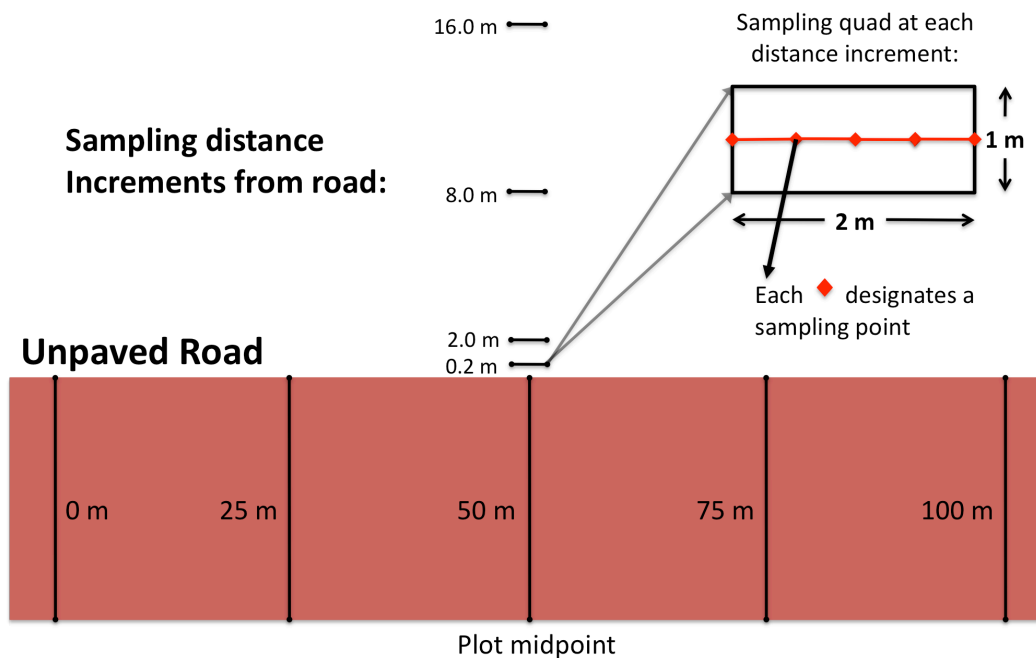 16.0 m
Sampling quad at each
distance increment:
Sampling distance
Increments from road:
1 m
8.0 m
2 m
Each designates a
sampling point
2.0 m
Unpaved Road
0.2 m
0 m
25 m
50 m
75 m
100 m
Plot midpoint